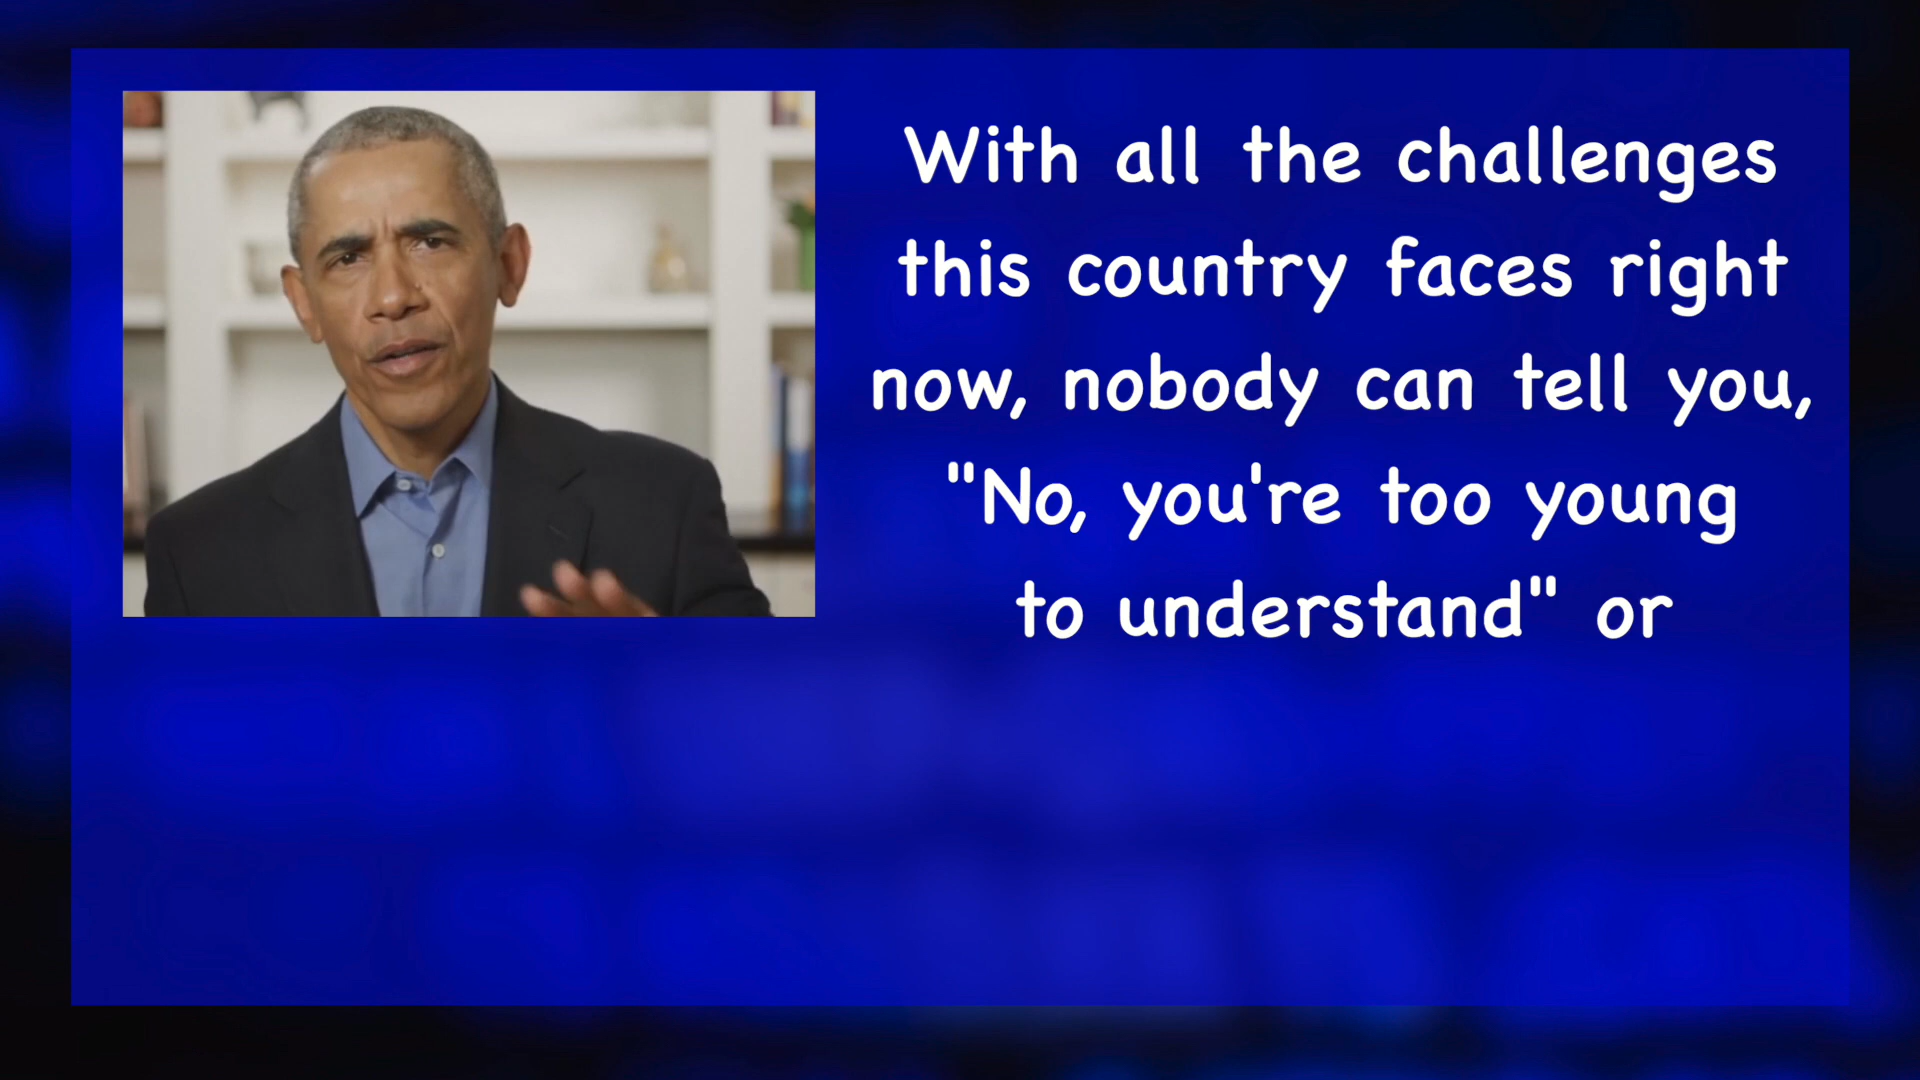 With all the challenges
this country faces right
now, nobody can tell you,
"No, you're too young
to understand" or